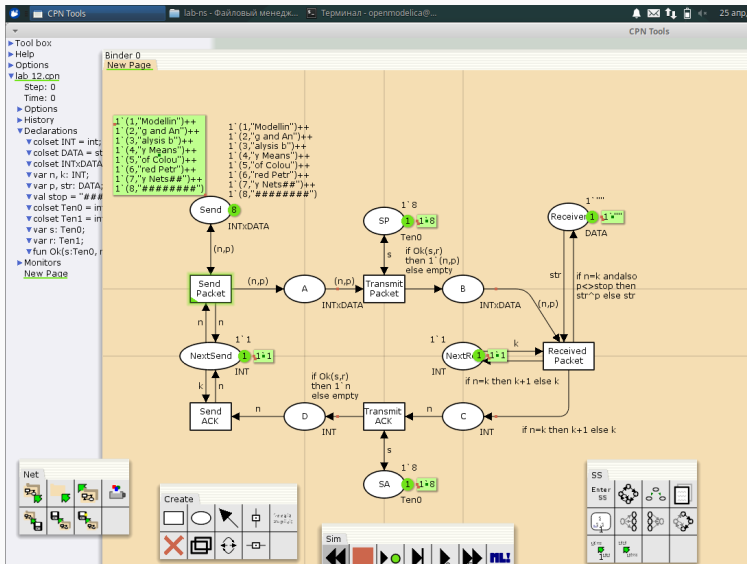 CPN Tools
lab-ns - Файловый менедж...
Терминал - openmodelica@...
25 апр,
CPN Tools
Tool box
Help
Options
lab 12.cpn
Step: 0
Time: 0
Options
History
Declarations
colset INT = int;
colset DATA = st
colset INTxDATA
var n, k: INT;
var p, str: DATA;
val stop = "###
colset Ten0 = in
colset Ten1 = in
var s: Ten0;
var r: Ten1;
fun Ok(s:Ten0, r
Monitors
New Page
Binder 0
New Page
1`(1,"Modellin")++
1`(2,"g and An")++
1`(3,"alysis b")++
1`(4,"y Means")++
1`(5,"of Colou")++
1`(6,"red Petr")++
1`(7,"y Nets##")++
1`(8,"########")
1`(1,"Modellin")++
1`(2,"g and An")++
1`(3,"alysis b")++
1`(4,"y Means")++
1`(5,"of Colou")++
1`(6,"red Petr")++
1`(7,"y Nets##")++
1`(8,"########")
Send
8
INTxDATA
1`8
SP
1
1`8
Ten0
1`""
Receiver
1
1`""
DATA
(n,p)
s
if Ok(s,r)
then 1`(n,p)
else empty
str
if n=k andalso
p<>stop then
str^p else str
Send
Packet
(n,p)
A
INTxDATA
(n,p)
Transmit
Packet
B
INTxDATA
(n,p)
n
n
1`1
NextSend
1
1`1
INT
1`1
NextRe
1
1`1
INT
k
if n=k then k+1 else k
Received
Packet
k
n
if Ok(s,r)
then 1`n
else empty
Send
ACK
n
D
INT
Transmit
ACK
n
C
INT
if n=k then k+1 else k
s
1`8
SA
1
1`8
Ten0
Net
Create
Sim
ML!
SS
Enter
SS